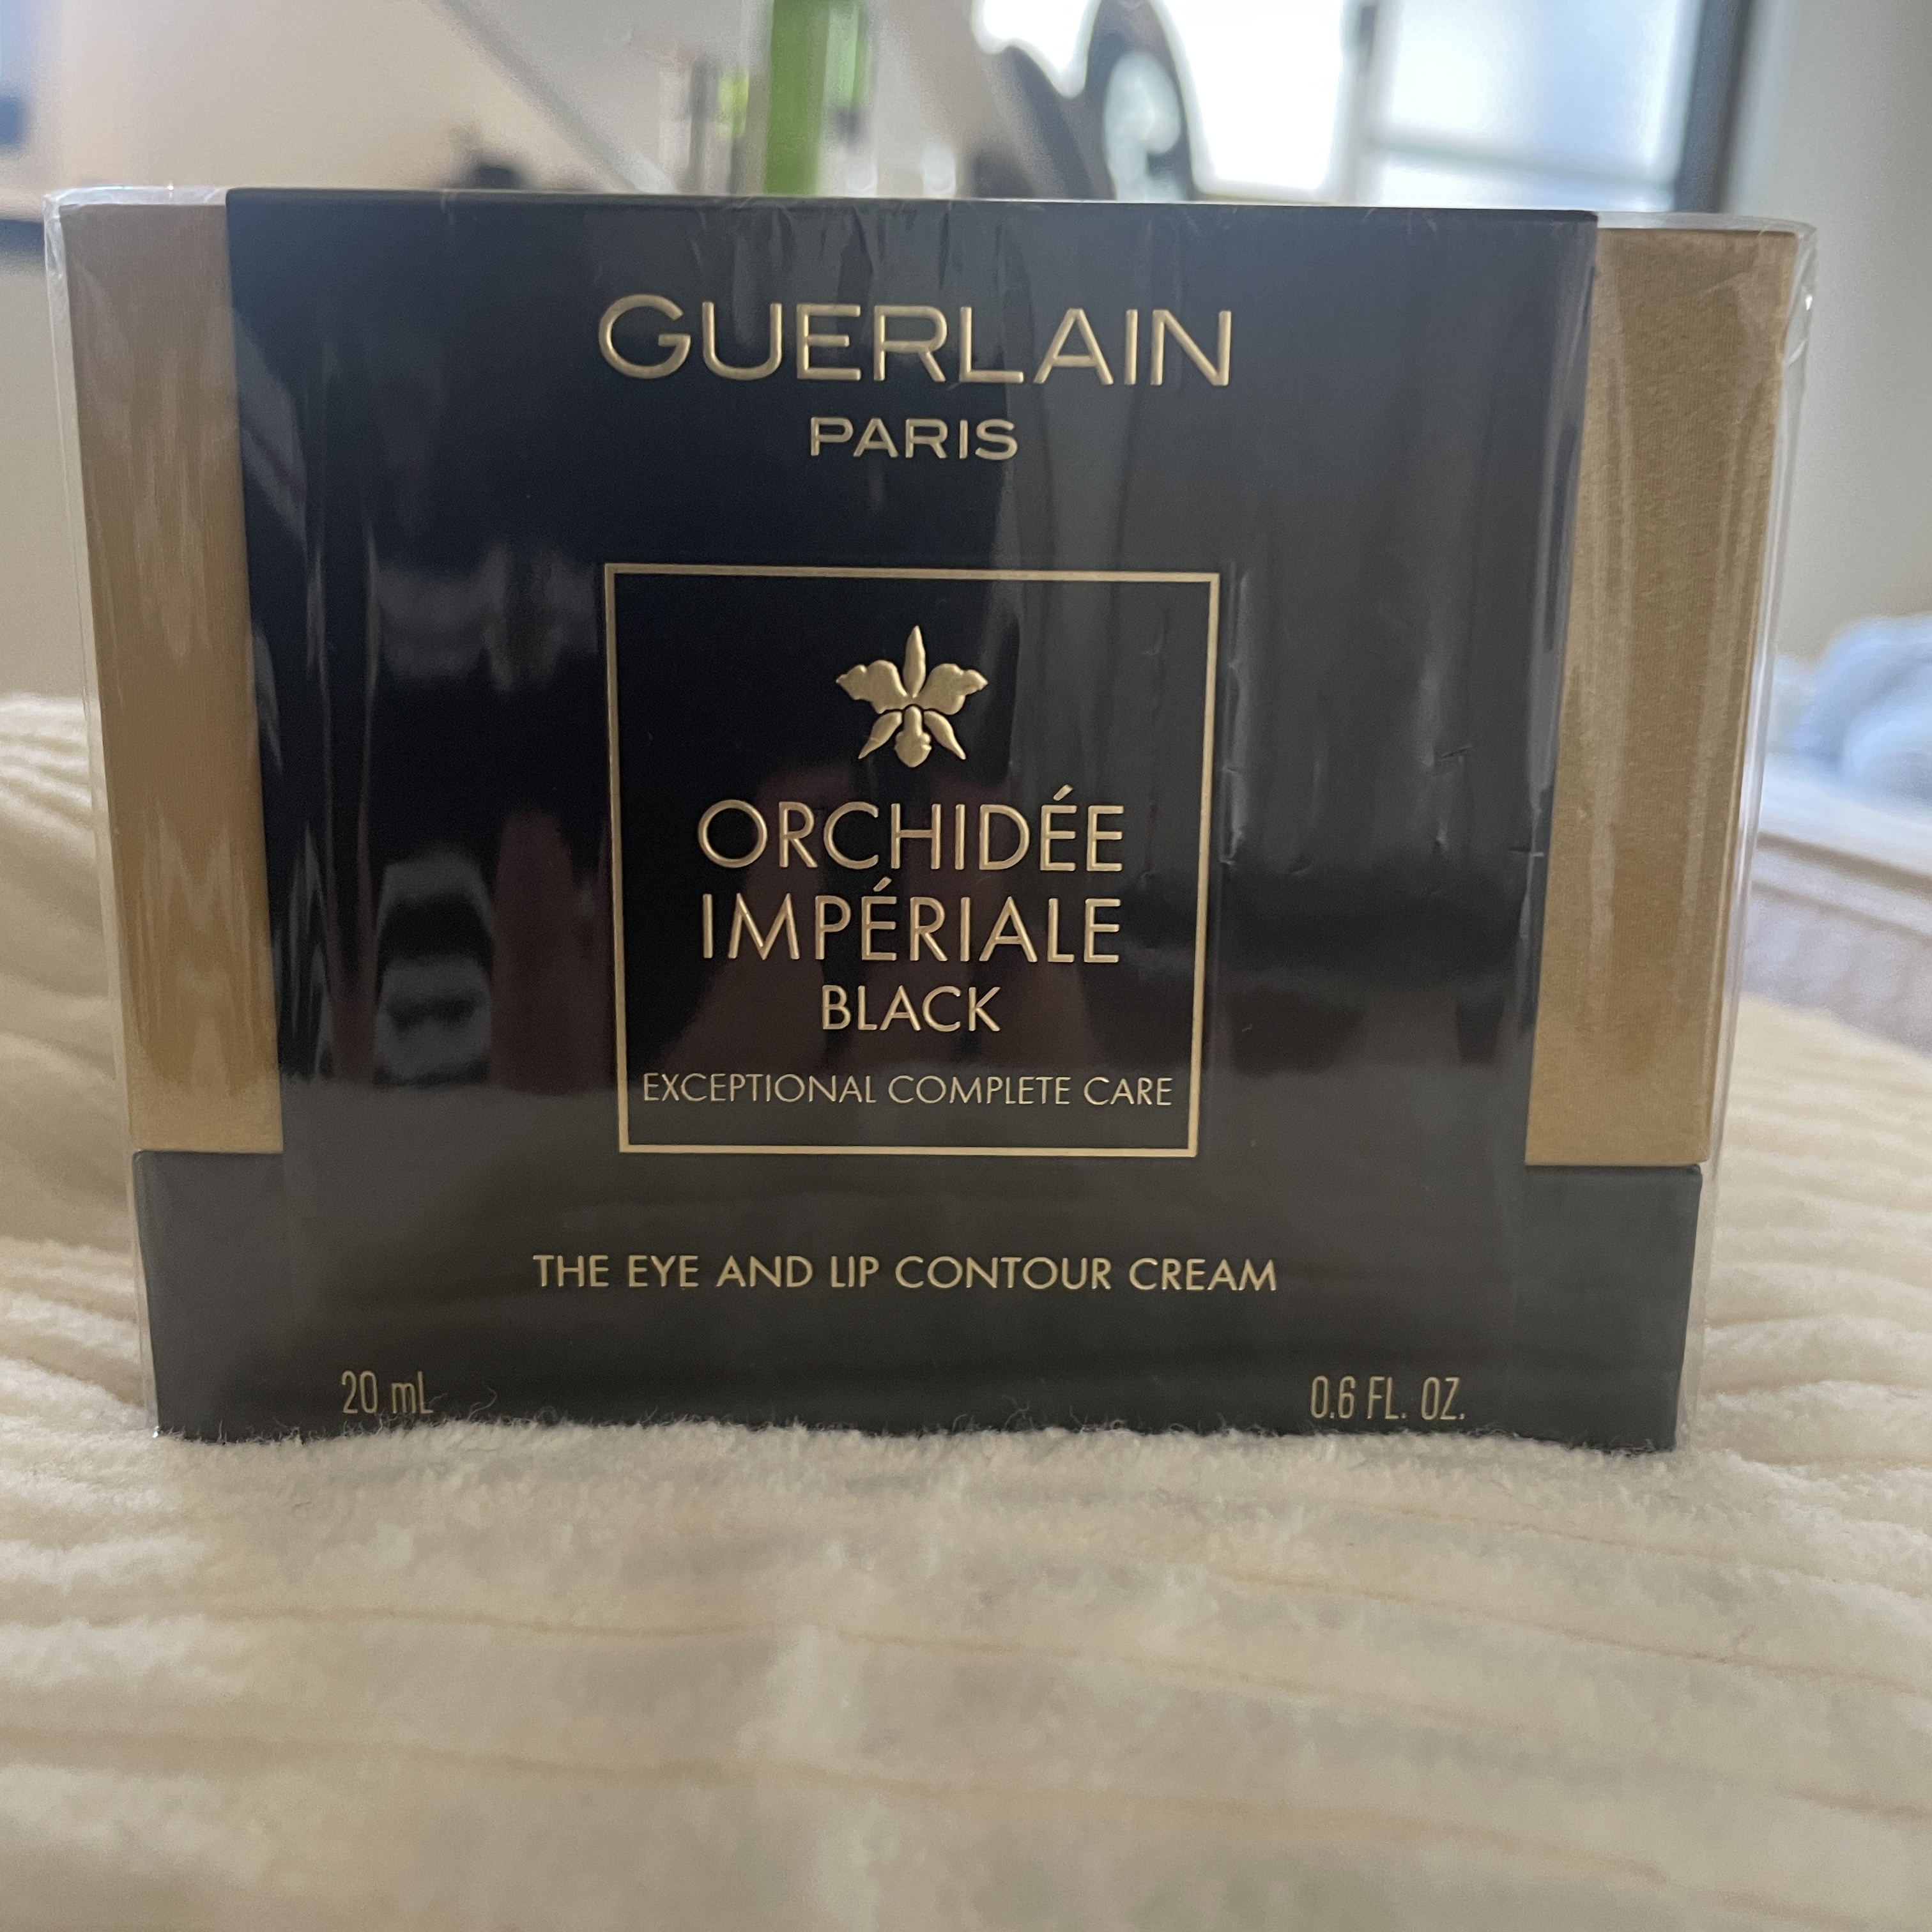 GUERLAIN
PARIS
ORCHIDÉE
IMPÉRIALE
BLACK
EXCEPTIONAL COMPLETE CARE
THE EYE AND LIP CONTOUR CREAM
20 mL 0.6 FL. OZ.